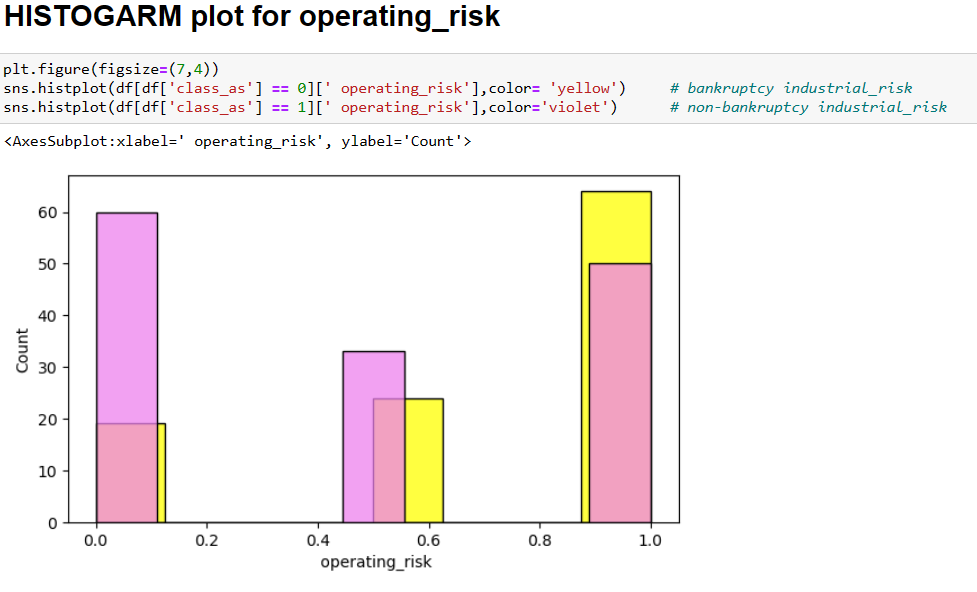 HISTOGARM plot for operating_risk
plt.figure(figsize=(7,4))
sns.histplot(df[df['class_as'] == 0][' operating_risk'],color= 'yellow') # bankruptcy industrial_risk
sns.histplot(df[df['class_as'] == 1][' operating_risk'],color='violet') # non-bankruptcy industrial_risk
<AxesSubplot:xlabel=' operating_risk', ylabel='Count'>
60
50
40
30
20
10
0
Count
0.0 0.2 0.4 0.6 0.8 1.0
operating_risk